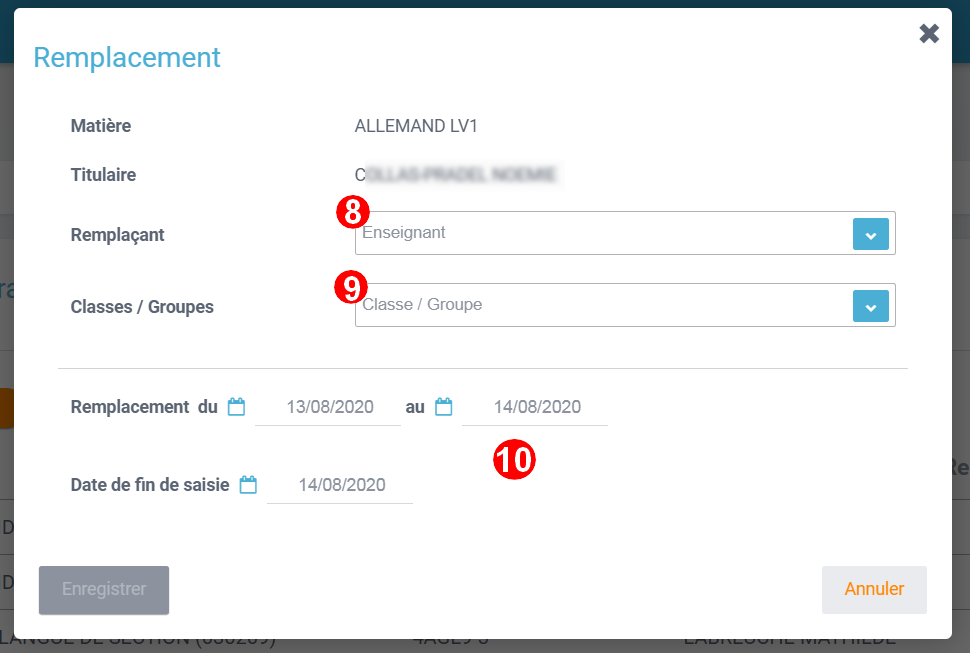 Remplacement
Matière ALLEMAND LV1
Titulaire
8
Remplaçant Enseignant
9
Classes / Groupes Classe / Groupe
Remplacement du 13/08/2020 au 14/08/2020
10
Date de fin de saisie 14/08/2020
Enregistrer Annuler